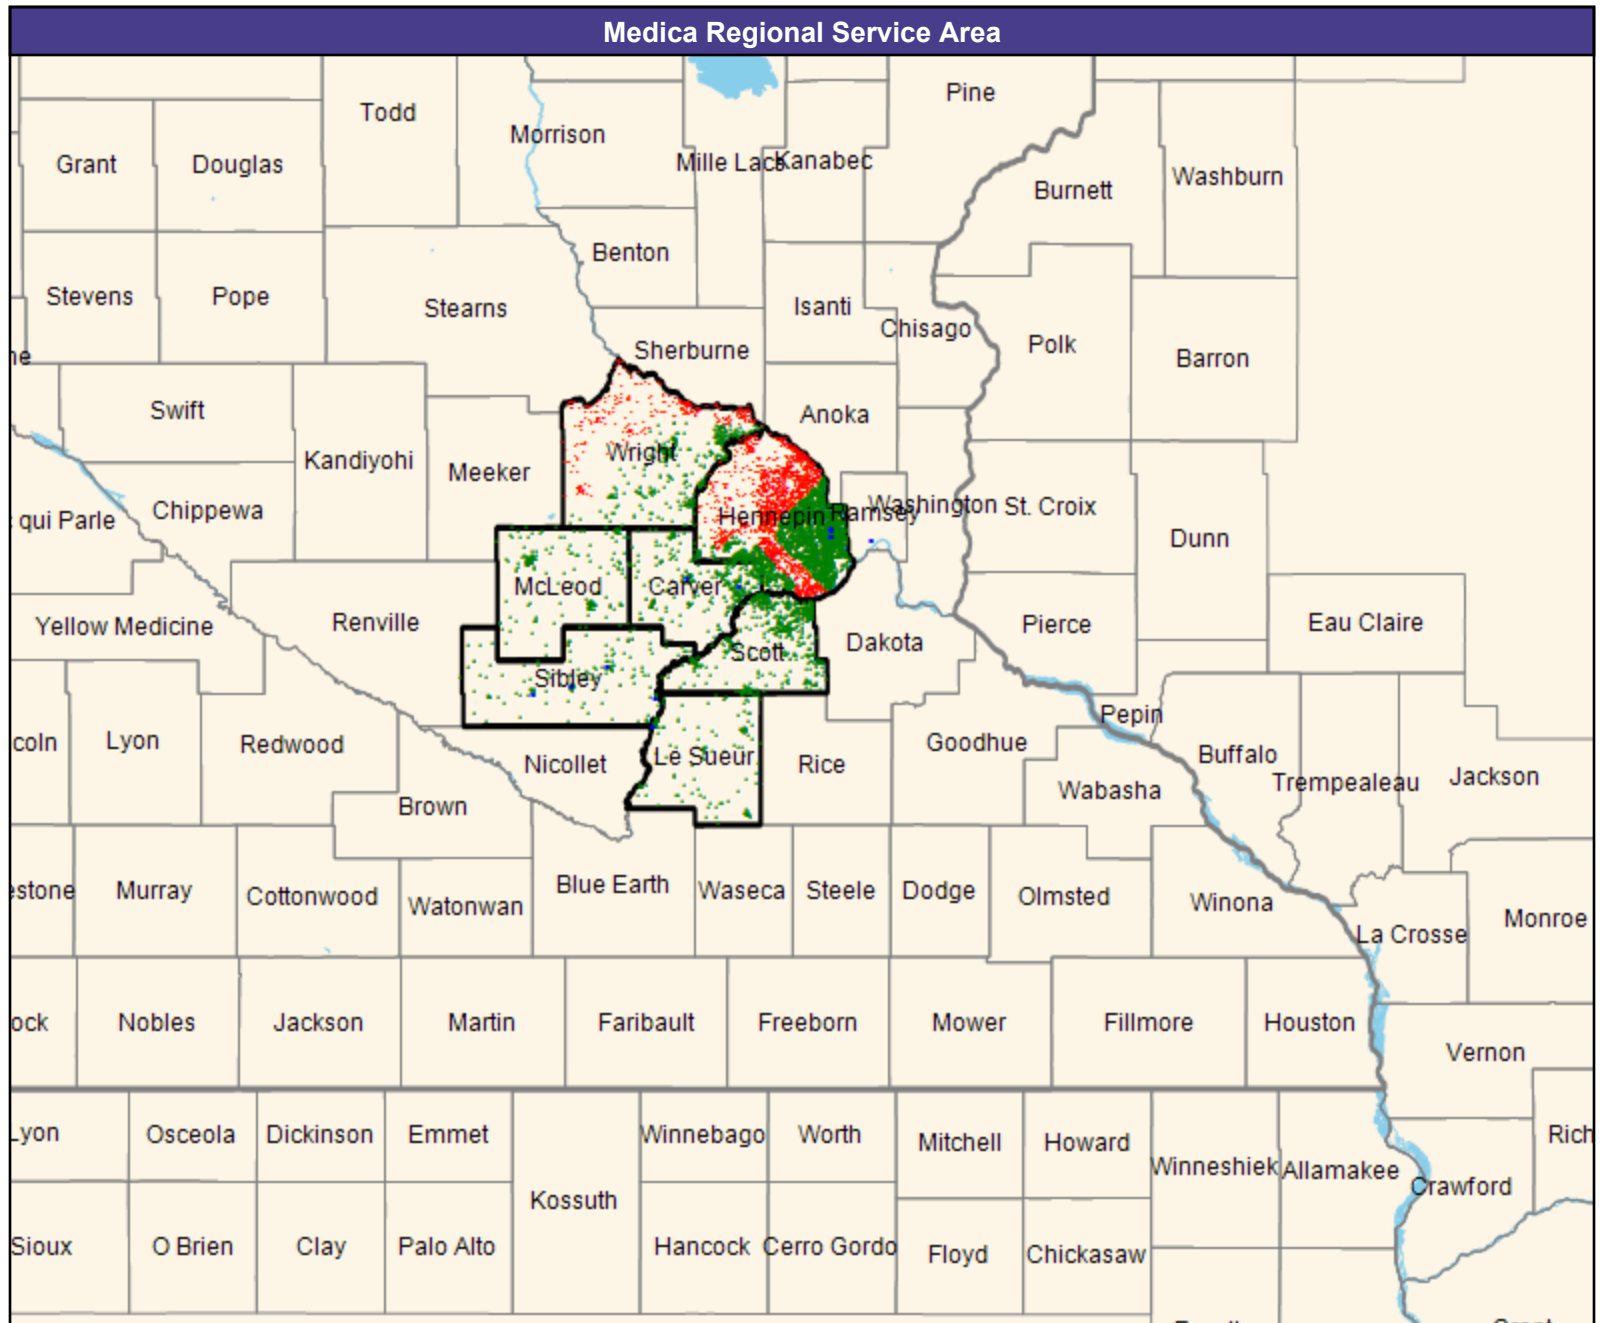 Medica Regional Service Area
Pine
Todd
Morrison
Mille Lacs
Kanabec
Grant
Douglas
Burnett
Washburn
Benton
Stevens
Pope
Stearns
Isanti
Chisago
Sherburne
Polk
Barron
ne
Swift
Anoka
Kandiyohi
Wright
Meeker
Chippewa
qui Parle
Hennepin
Ramsey
Washington
St. Croix
Dunn
McLeod
Carver
Yellow Medicine
Renville
Dakota
Pierce
Eau Claire
Scott
Sibley
Pepin
coln
Lyon
Redwood
Nicollet
Le Sueur
Rice
Goodhue
Buffalo
Trempealeau
Jackson
Brown
Wabasha
estone
Murray
Cottonwood
Watonwan
Blue Earth
Waseca
Steele
Dodge
Olmsted
Winona
La Crosse
Monroe
ock
Nobles
Jackson
Martin
Faribault
Freeborn
Mower
Fillmore
Houston
Vernon
Lyon
Osceola
Dickinson
Emmet
Winnebago
Worth
Mitchell
Howard
Rich
Winneshiek
Allamakee
Crawford
Kossuth
Sioux
O Brien
Clay
Palo Alto
Hancock
Cerro Gordo
Floyd
Chickasaw